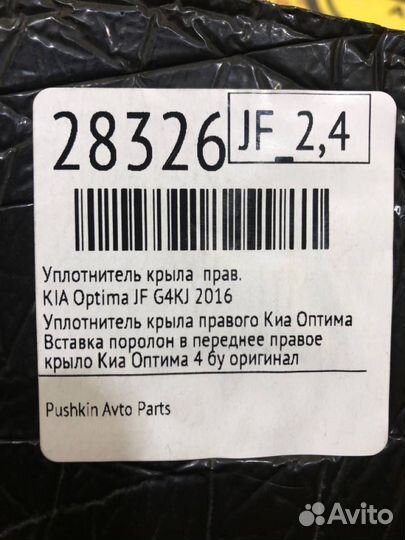 28326 JF_2,4
Уплотнитель крыла прав.
KIA Optima JF G4KJ 2016
Уплотнитель крыла правого Киа Оптима
Вставка поролон в переднее правое
крыло Киа Оптима 4 бу оригинал
Pushkin Avto Parts
Avito